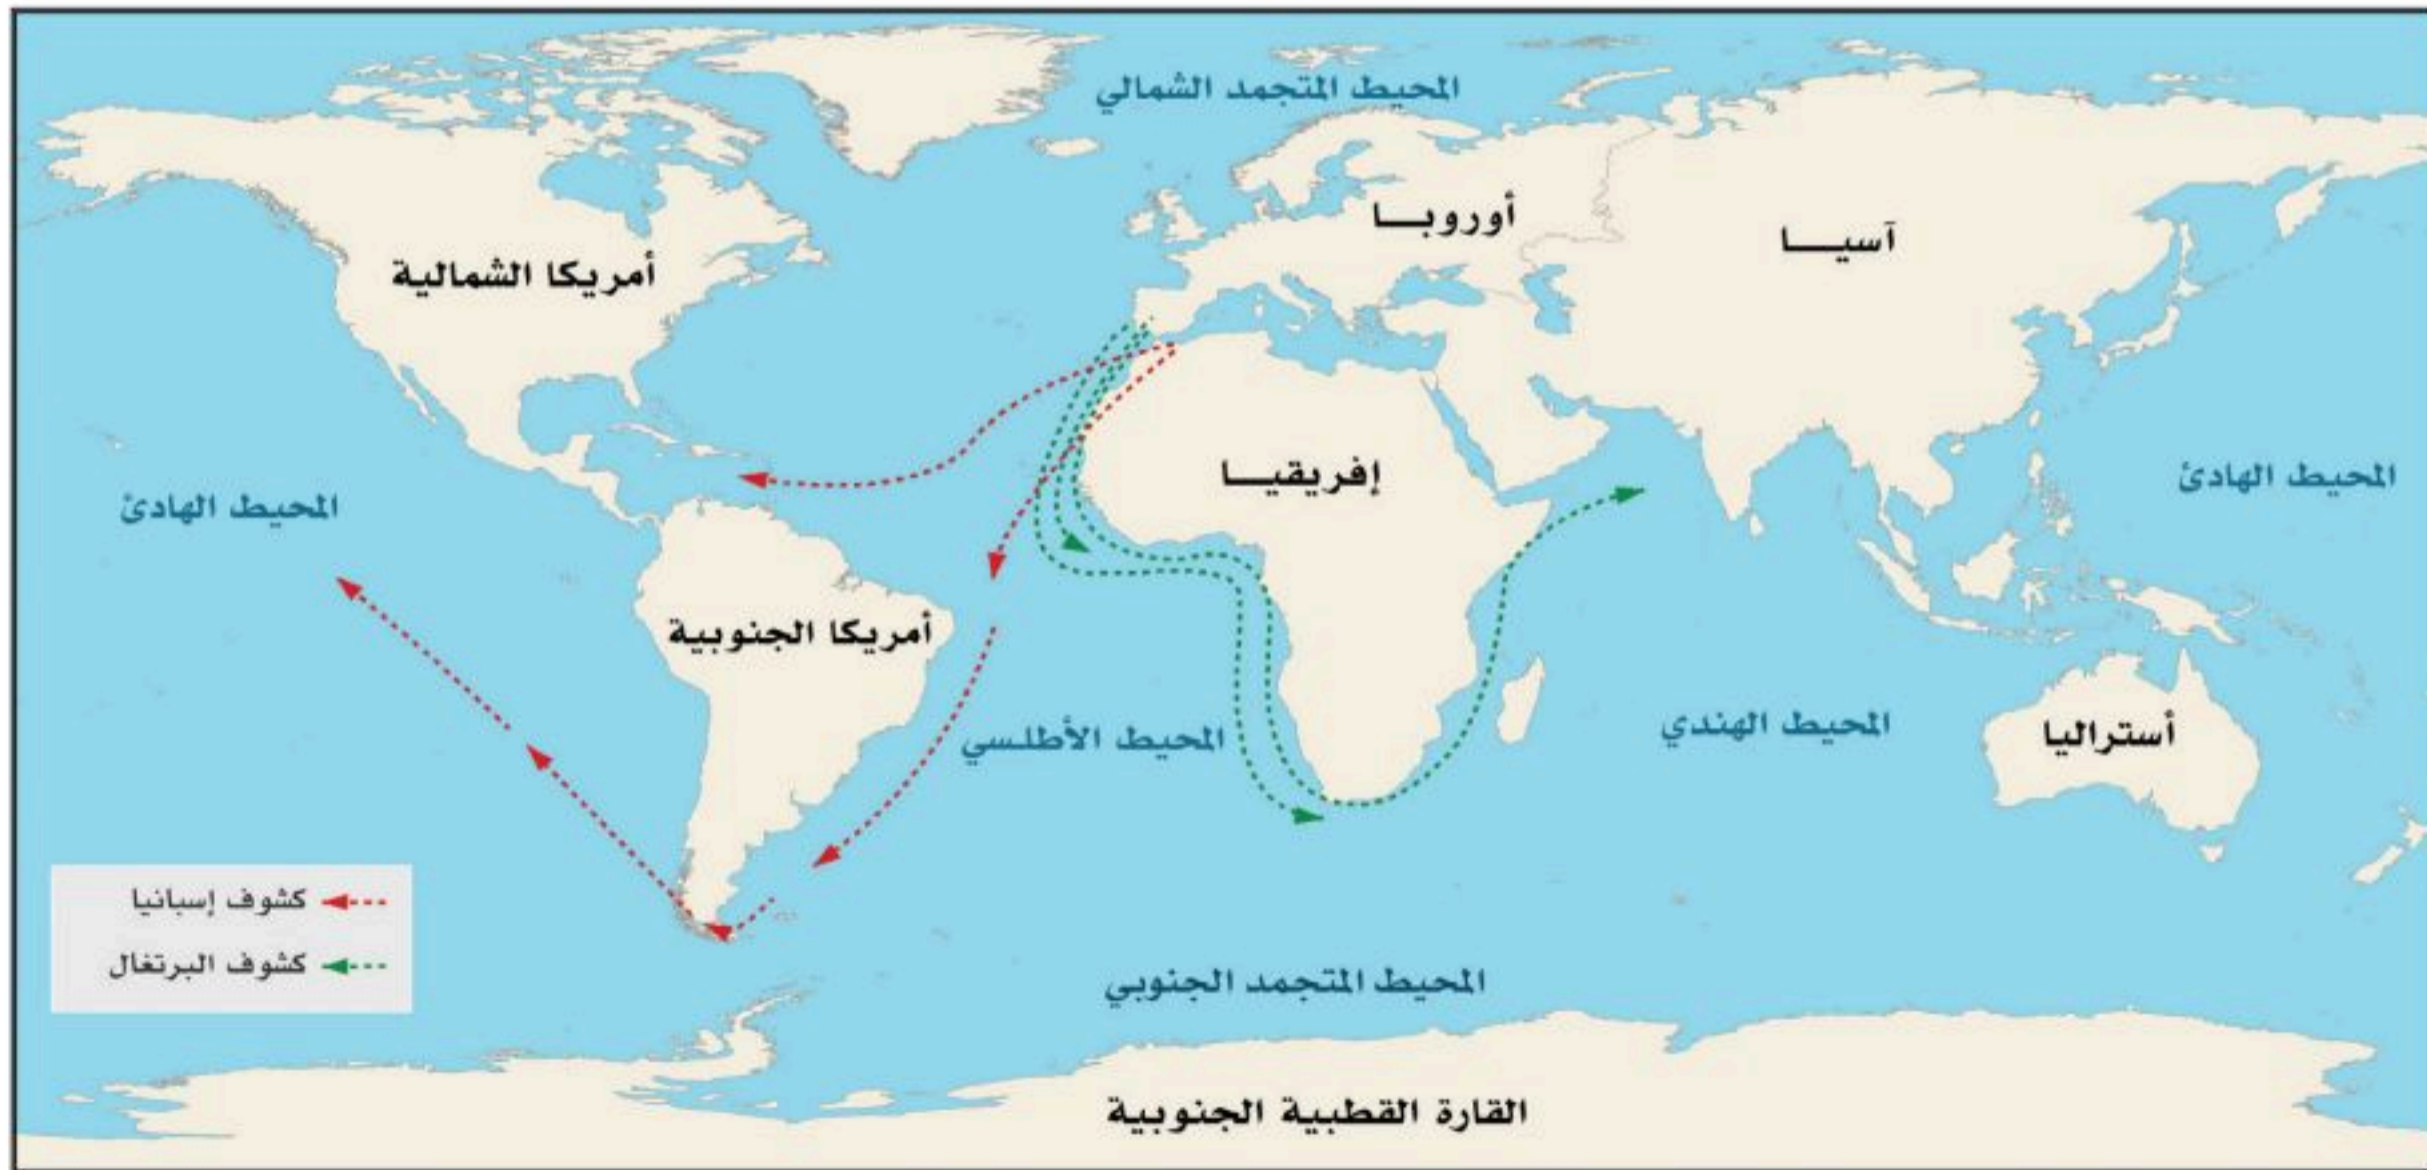 المحيط المتجمد الشمالي
أوروبـــا
آسيـــا
أمريكا الشمالية
إفريقيـــا
المحيط الهادئ
المحيط الهادئ
أمريكا الجنوبية
المحيط الهندي
أستراليا
المحيط الأطلسي
كشوف إسبانيا
كشوف البرتغال
المحيط المتجمد الجنوبي
القارة القطبية الجنوبية